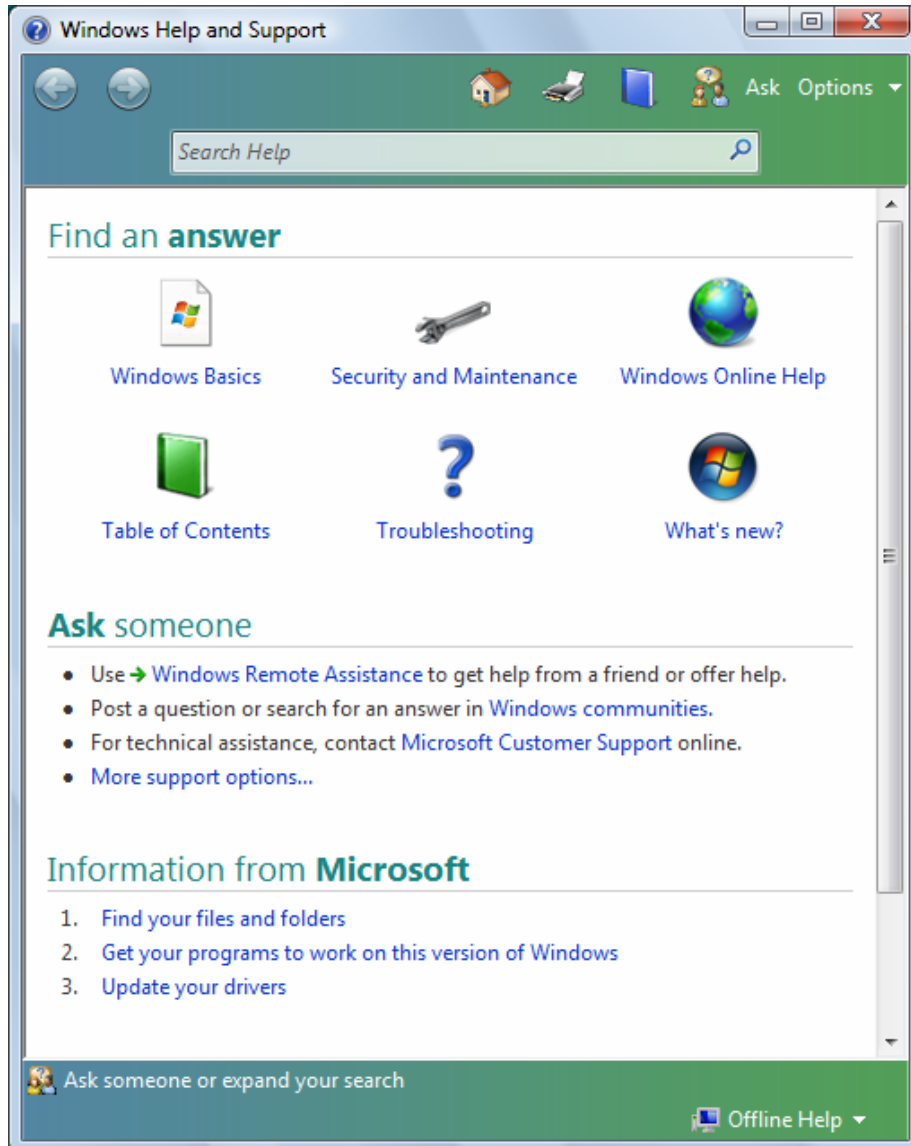 Windows Help and Support
Ask Options
Search Help
Find an answer
Windows Basics Security and Maintenance Windows Online Help
Table of Contents Troubleshooting What's new?
Ask someone
• Use → Windows Remote Assistance to get help from a friend or offer help.
• Post a question or search for an answer in Windows communities.
• For technical assistance, contact Microsoft Customer Support online.
• More support options...
Information from Microsoft
1. Find your files and folders
2. Get your programs to work on this version of Windows
3. Update your drivers
Ask someone or expand your search
Offline Help